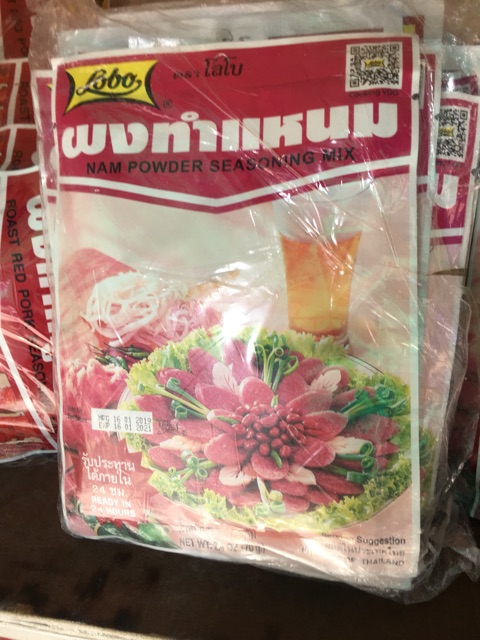 Lobo
ตรา โลโบ
®
ผงทำแหนม
NAM POWDER SEASONING MIX
MFG 16 01 2019
EXP 16 01 2021
รับประทาน
ได้ภายใน
24 ชม.
READY IN
24 HOURS
NET WT.
Suggestion
THAILAND
ROAST RED PORK